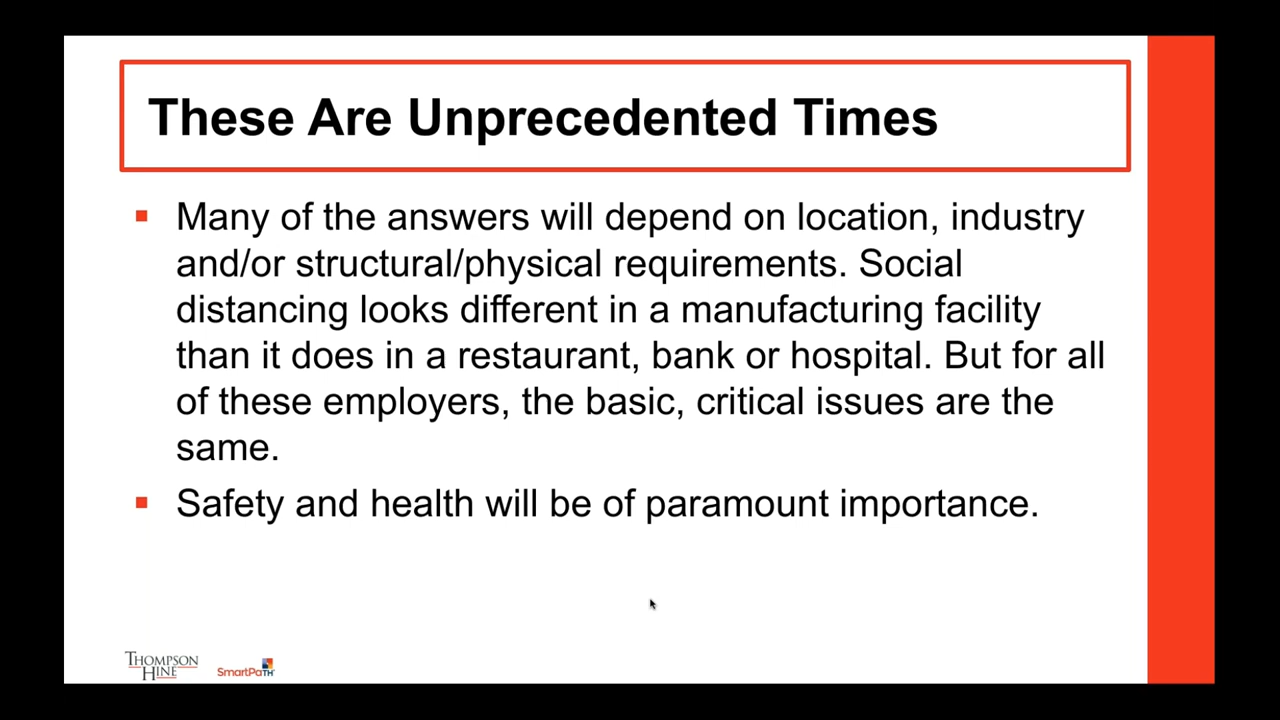 These Are Unprecedented Times
Many of the answers will depend on location, industry
and/or structural/physical requirements. Social
distancing looks different in a manufacturing facility
than it does in a restaurant, bank or hospital. But for all
of these employers, the basic, critical issues are the
same.
Safety and health will be of paramount importance.
THOMPSON
HINE
SmartPaTH